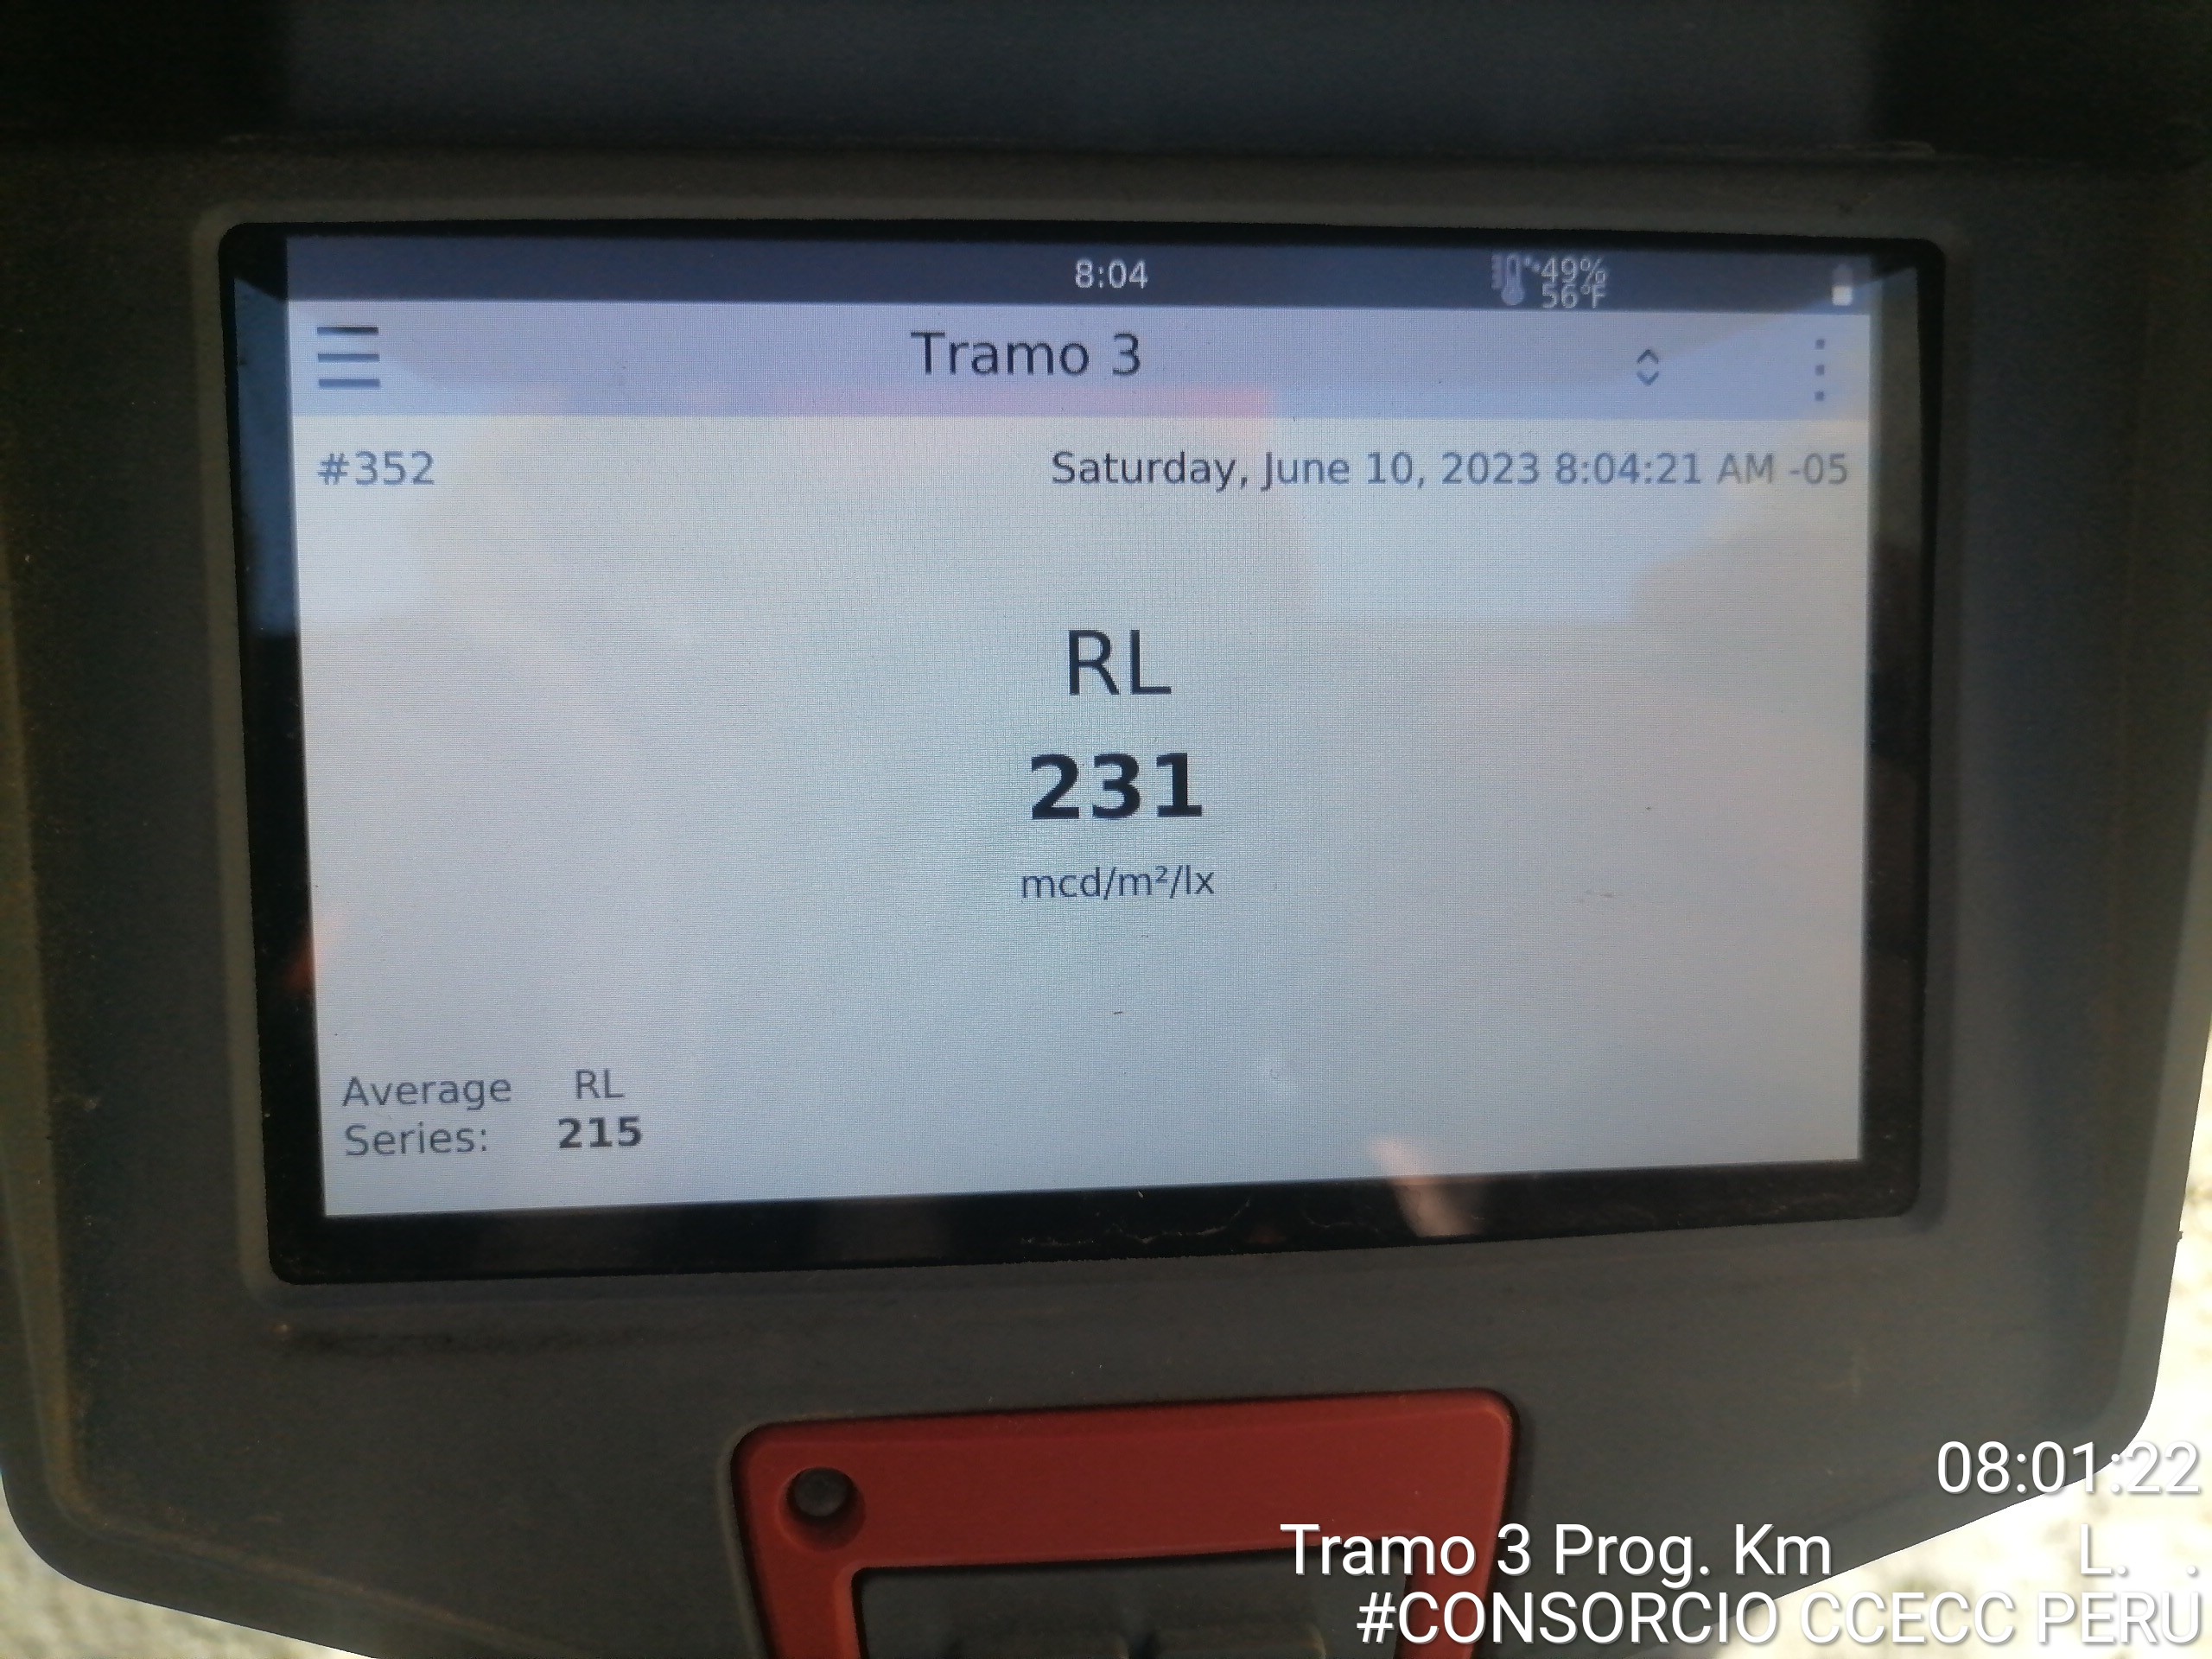 8:04
49%
56°F
Tramo 3
#352
Saturday, June 10, 2023 8:04:21 AM -05
RL
231
mcd/m²/lx
Average RL
Series: 215
08:01:22
Tramo 3 Prog. Km L. .
#CONSORCIO CCECC PERU